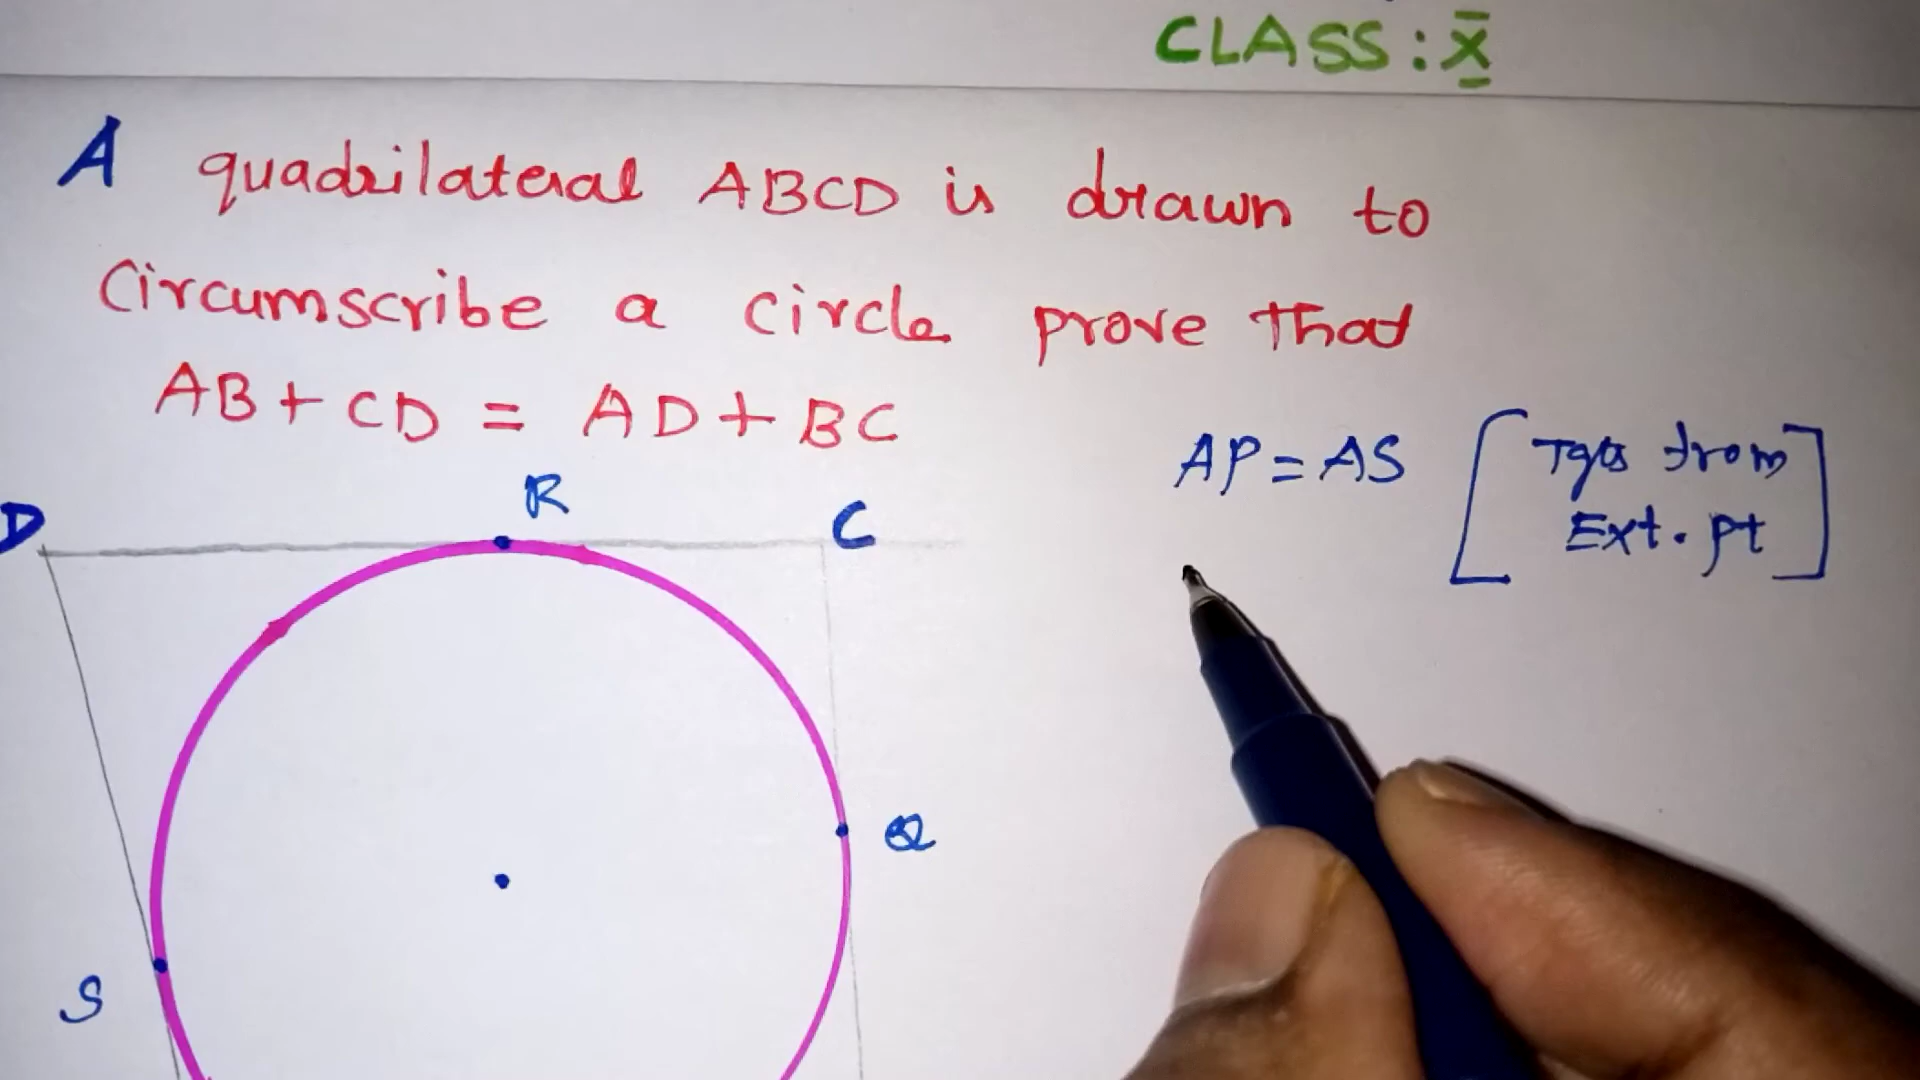 CLASS: X
A quadrilateral ABCD is drawn to
Circumscribe a circle prove that
AB + CD = AD + BC
AP = AS [Tgts from
Ext. pt]
R
D
C
Q
S